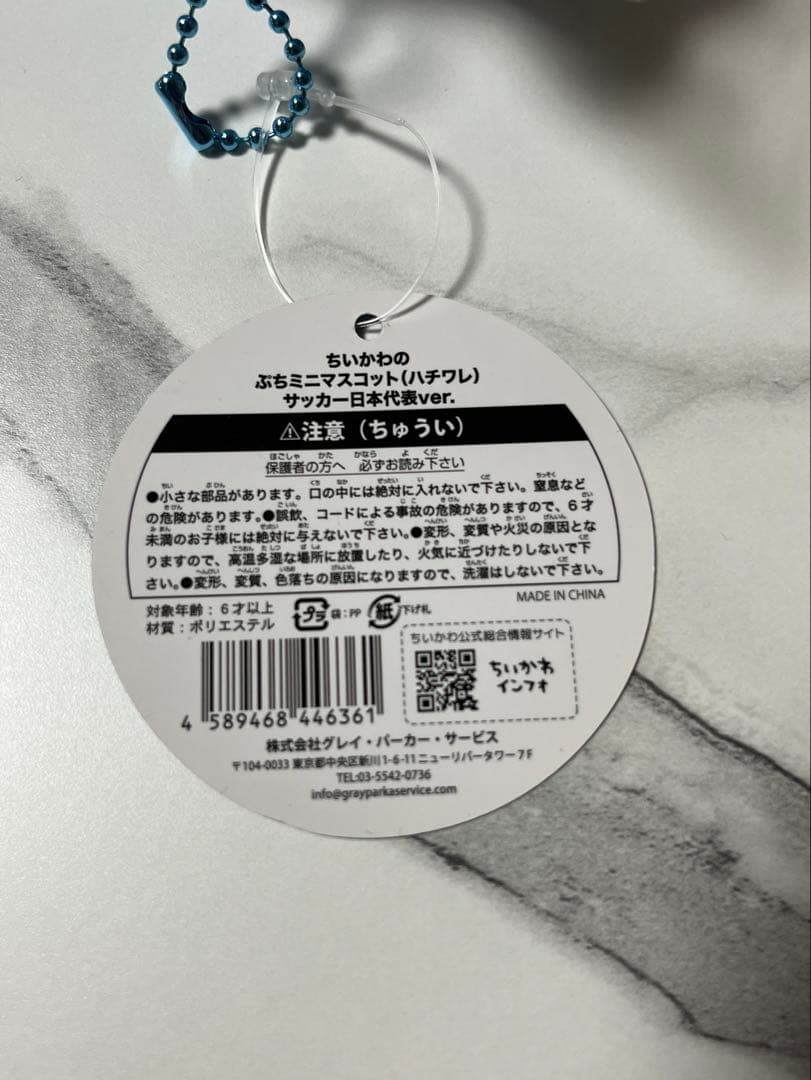 ちいかわの
ぷちミニマスコット(ハチワレ)
サッカー日本代表ver.
⚠注意(ちゅうい)
保護者の方へ 必ずお読み下さい
●小さな部品があります。口の中には絶対に入れないで下さい。窒息など
の危険があります。●誤飲、コードによる事故の危険がありますので、6才
未満のお子様には絶対に与えないで下さい。●変形、変質や火災の原因とな
りますので、高温多湿な場所に放置したり、火気に近づけたりしないで下
さい。●変形、変質、色落ちの原因になりますので、洗濯はしないで下さい。
MADE IN CHINA
対象年齢:6才以上
材質:ポリエステル
プラ 袋:PP 紙 下げ札
ちいかわ公式総合情報サイト
ちいかわ
インフォ
4 589468 446361
株式会社グレイ・パーカー・サービス
〒104-0033 東京都中央区新川1-6-11ニューリバータワー7F
TEL:03-5542-0736
info@grayparkaservice.com